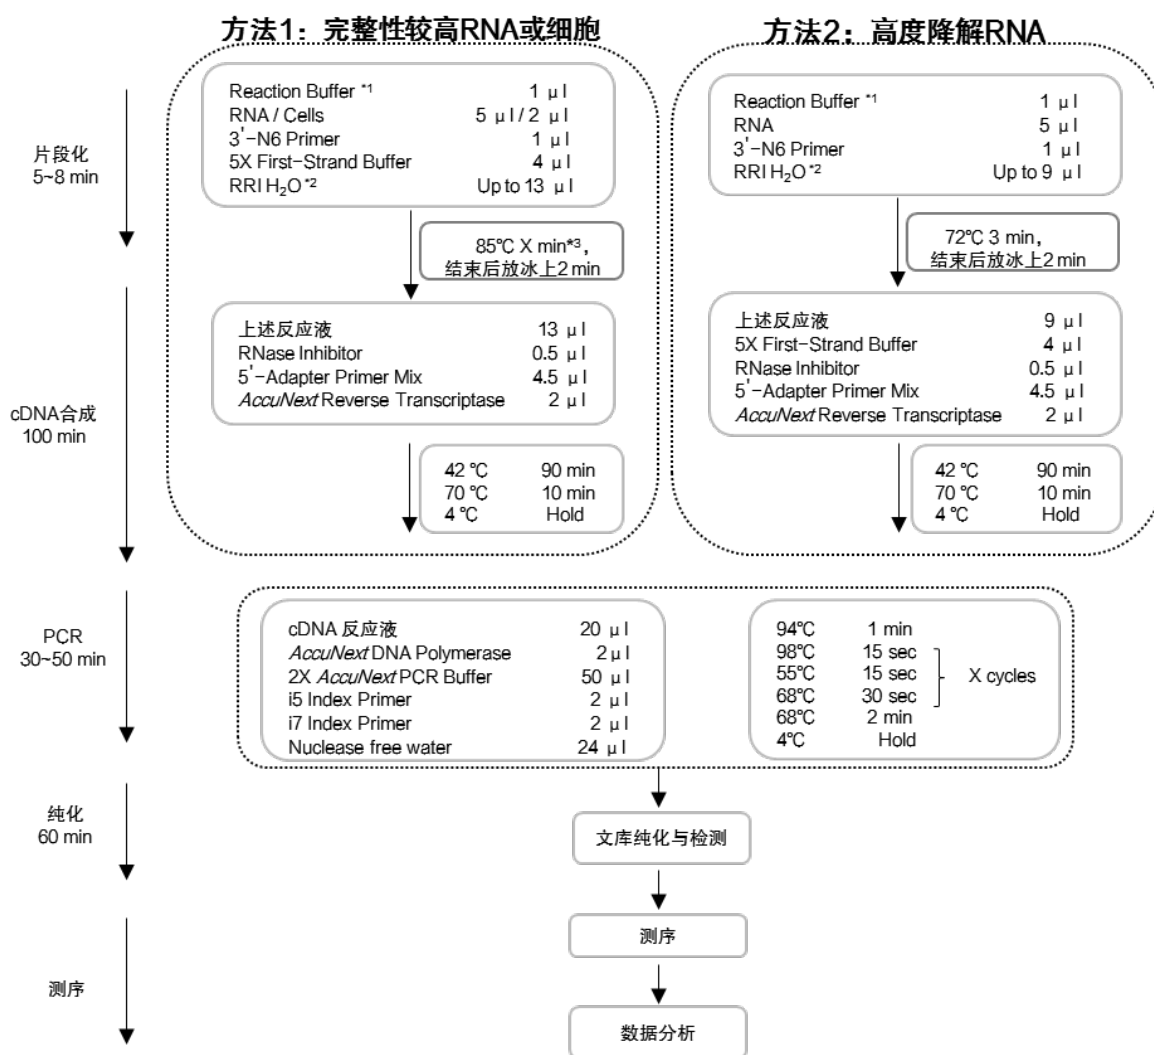 方法1：完整性较高RNA或细胞
方法2：高度降解RNA
片段化
5~8 min
Reaction Buffer *1 1 μl
RNA / Cells 5 μl / 2 μl
3'-N6 Primer 1 μl
5X First-Strand Buffer 4 μl
RRI H₂O *2 Up to 13 μl
Reaction Buffer *1 1 μl
RNA 5 μl
3'-N6 Primer 1 μl
RRI H₂O *2 Up to 9 μl
85℃ X min*3,
结束后放冰上2 min
72℃ 3 min,
结束后放冰上2 min
cDNA合成
100 min
上述反应液 13 μl
RNase Inhibitor 0.5 μl
5'-Adapter Primer Mix 4.5 μl
AccuNext Reverse Transcriptase 2 μl
上述反应液 9 μl
5X First-Strand Buffer 4 μl
RNase Inhibitor 0.5 μl
5'-Adapter Primer Mix 4.5 μl
AccuNext Reverse Transcriptase 2 μl
42 ℃ 90 min
70 ℃ 10 min
4 ℃ Hold
42 ℃ 90 min
70 ℃ 10 min
4 ℃ Hold
PCR
30~50 min
cDNA 反应液 20 μl
AccuNext DNA Polymerase 2 μl
2X AccuNext PCR Buffer 50 μl
i5 Index Primer 2 μl
i7 Index Primer 2 μl
Nuclease free water 24 μl
94℃ 1 min
98℃ 15 sec
55℃ 15 sec
68℃ 30 sec
X cycles
68℃ 2 min
4℃ Hold
纯化
60 min
文库纯化与检测
测序
测序
数据分析